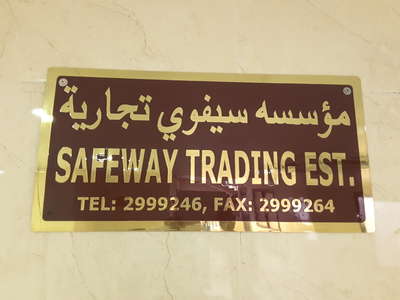 مؤسسه سيفوي تجارية
SAFEWAY TRADING EST.
TEL: 2999246, FAX: 2999264